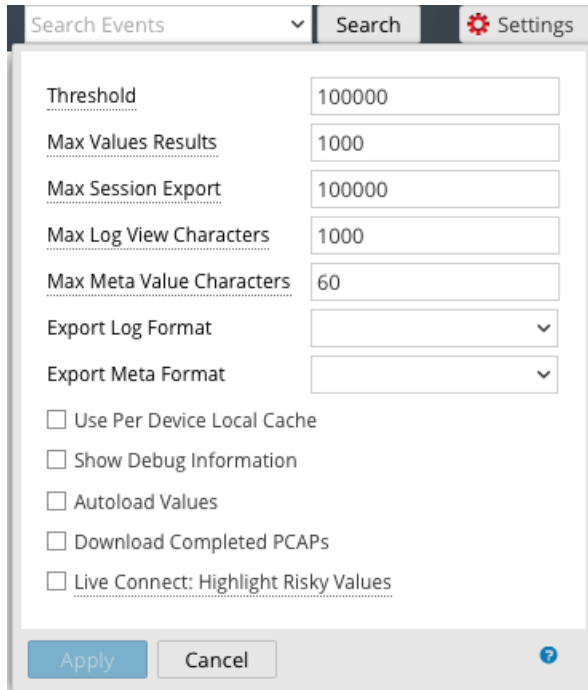 Search Events Search Settings
Threshold 100000
Max Values Results 1000
Max Session Export 100000
Max Log View Characters 1000
Max Meta Value Characters 60
Export Log Format
Export Meta Format
Use Per Device Local Cache
Show Debug Information
Autoload Values
Download Completed PCAPs
Live Connect: Highlight Risky Values
Apply Cancel ?